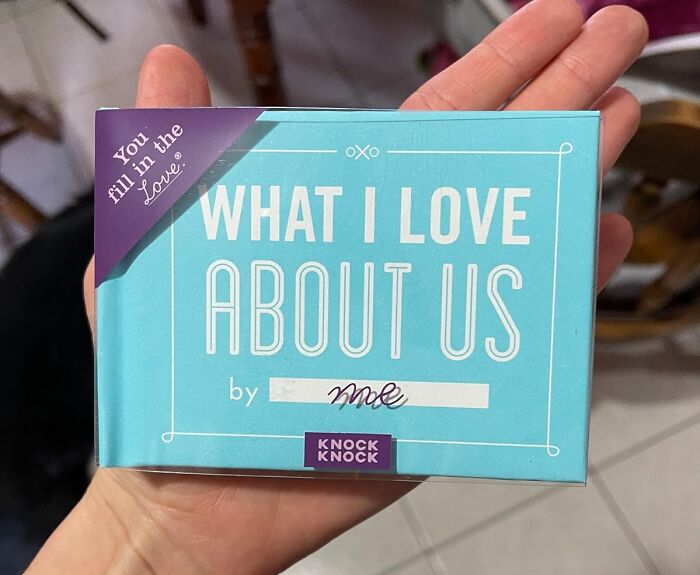 You
fill in the
Love.®
OXO
WHAT I LOVE
ABOUT US
by me
KNOCK
KNOCK